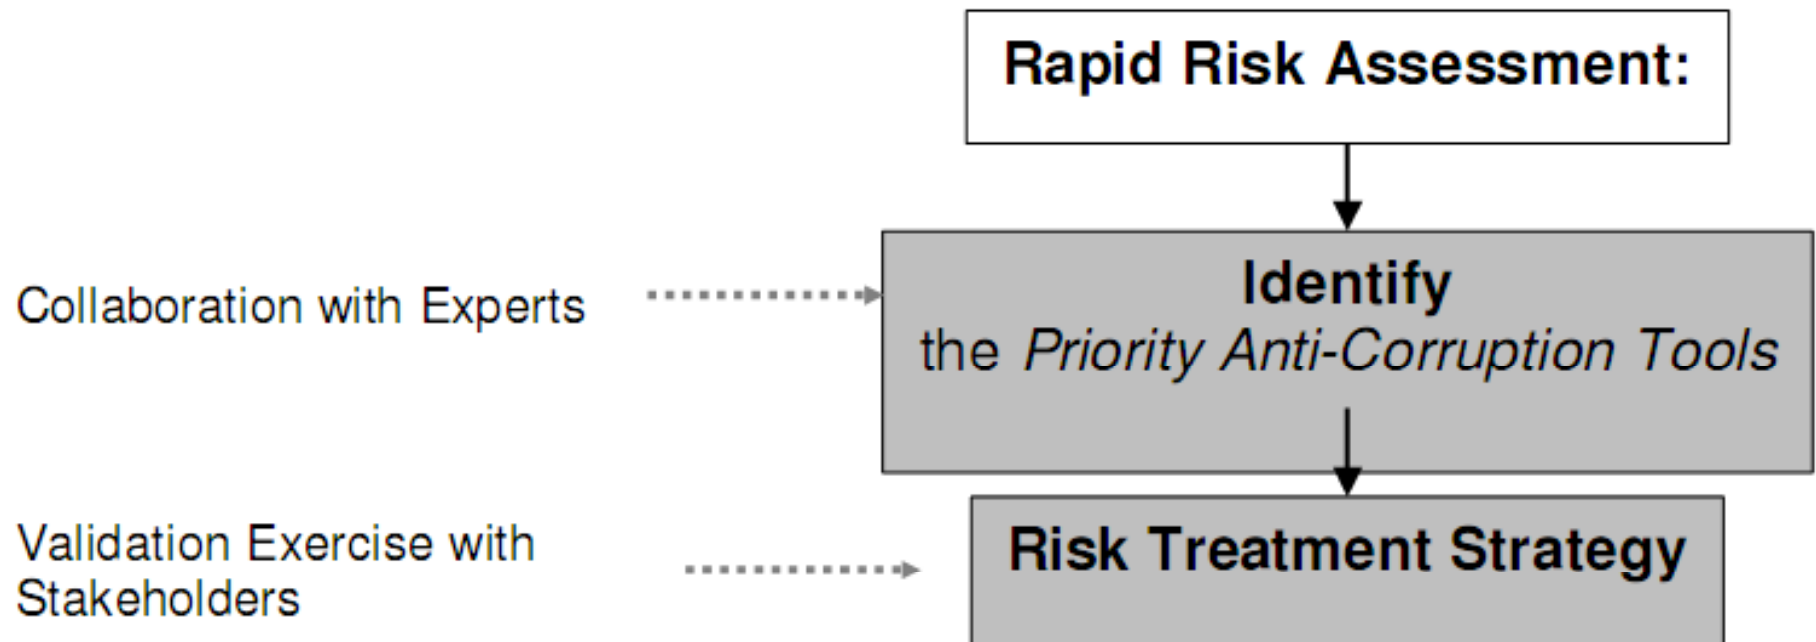 Rapid Risk Assessment:
Identify
the Priority Anti-Corruption Tools
Collaboration with Experts
Risk Treatment Strategy
Validation Exercise with
Stakeholders